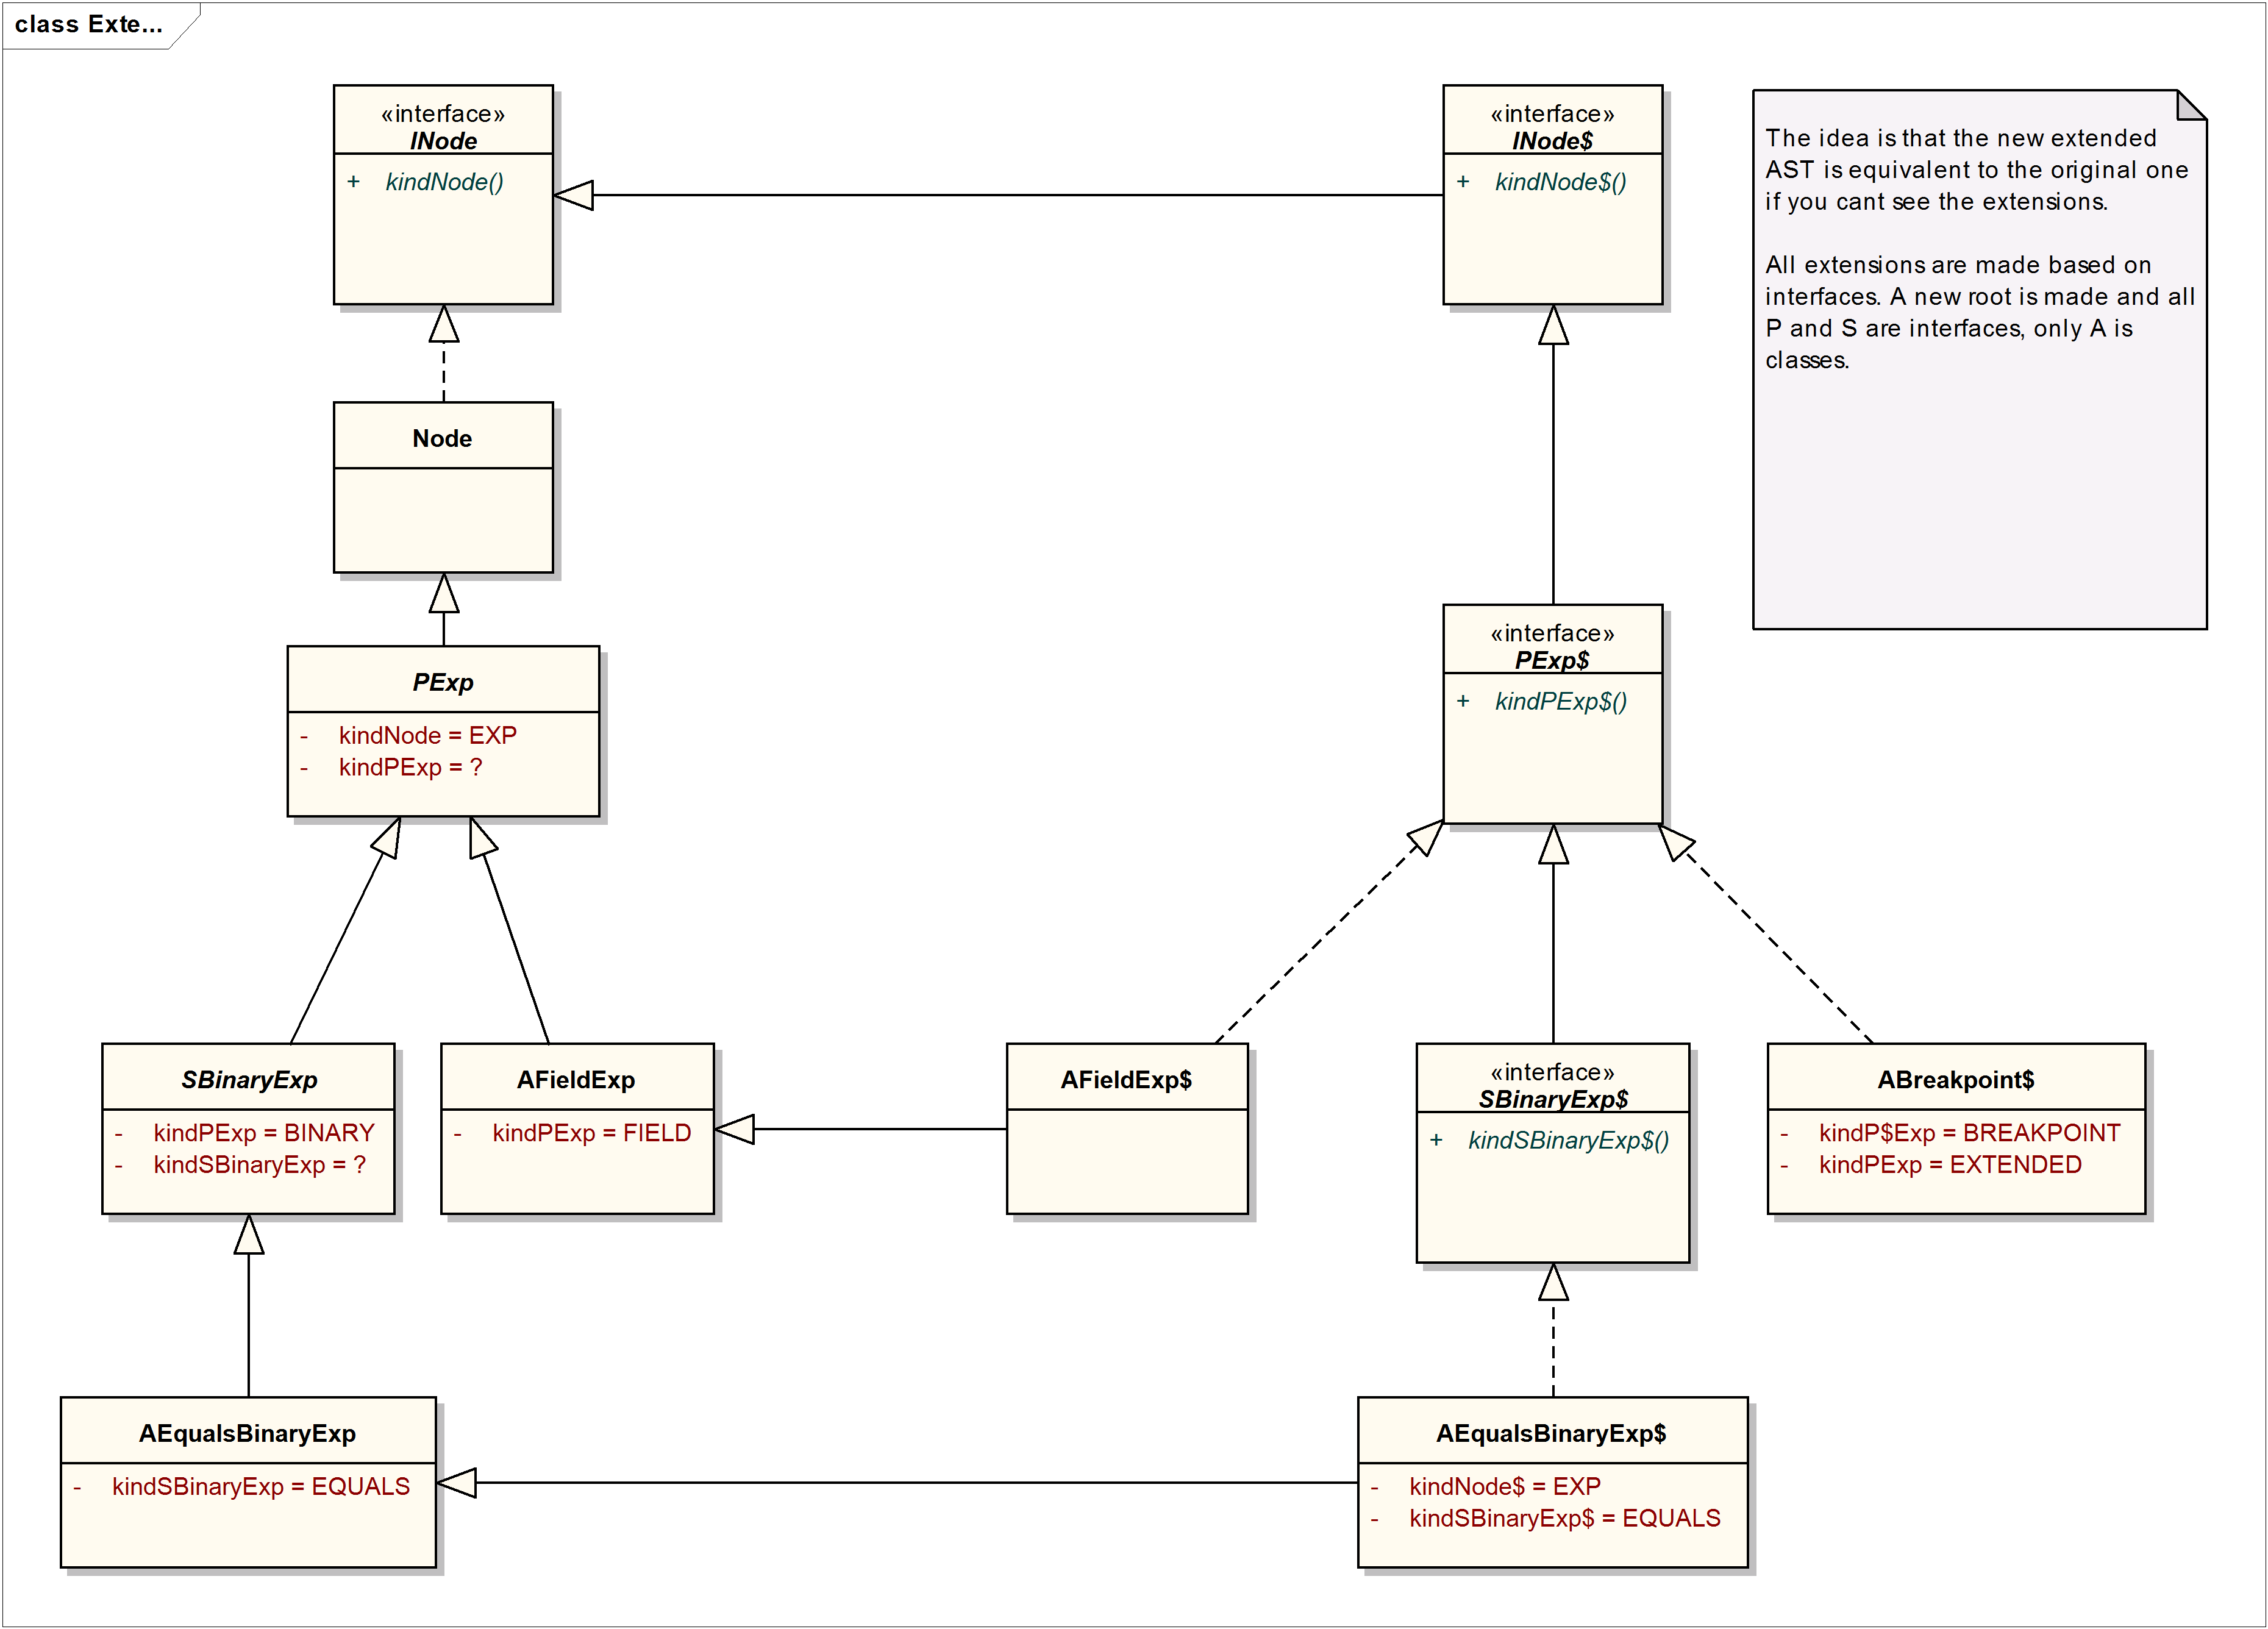 class Exte...
«interface»
INode
+ kindNode()
«interface»
INode$
+ kindNode$()
The idea is that the new extended
AST is equivalent to the original one
if you cant see the extensions.
All extensions are made based on
interfaces. A new root is made and all
P and S are interfaces, only A is
classes.
Node
PExp
- kindNode = EXP
- kindPExp = ?
«interface»
PExp$
+ kindPExp$()
SBinaryExp
- kindPExp = BINARY
- kindSBinaryExp = ?
AFieldExp
- kindPExp = FIELD
AFieldExp$
«interface»
SBinaryExp$
+ kindSBinaryExp$()
ABreakpoint$
- kindP$Exp = BREAKPOINT
- kindPExp = EXTENDED
AEqualsBinaryExp
- kindSBinaryExp = EQUALS
AEqualsBinaryExp$
- kindNode$ = EXP
- kindSBinaryExp$ = EQUALS